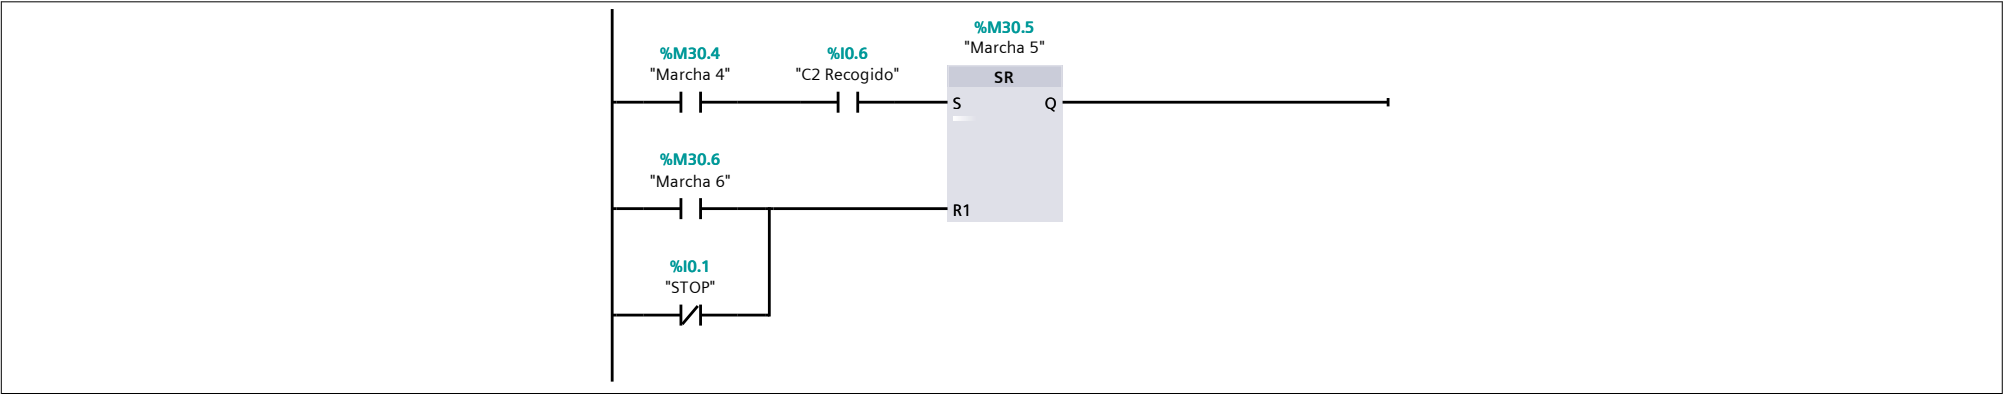 %M30.5
"Marcha 5"
%M30.4
"Marcha 4"
%I0.6
"C2 Recogido"
SR
S
Q
%M30.6
"Marcha 6"
R1
%I0.1
"STOP"